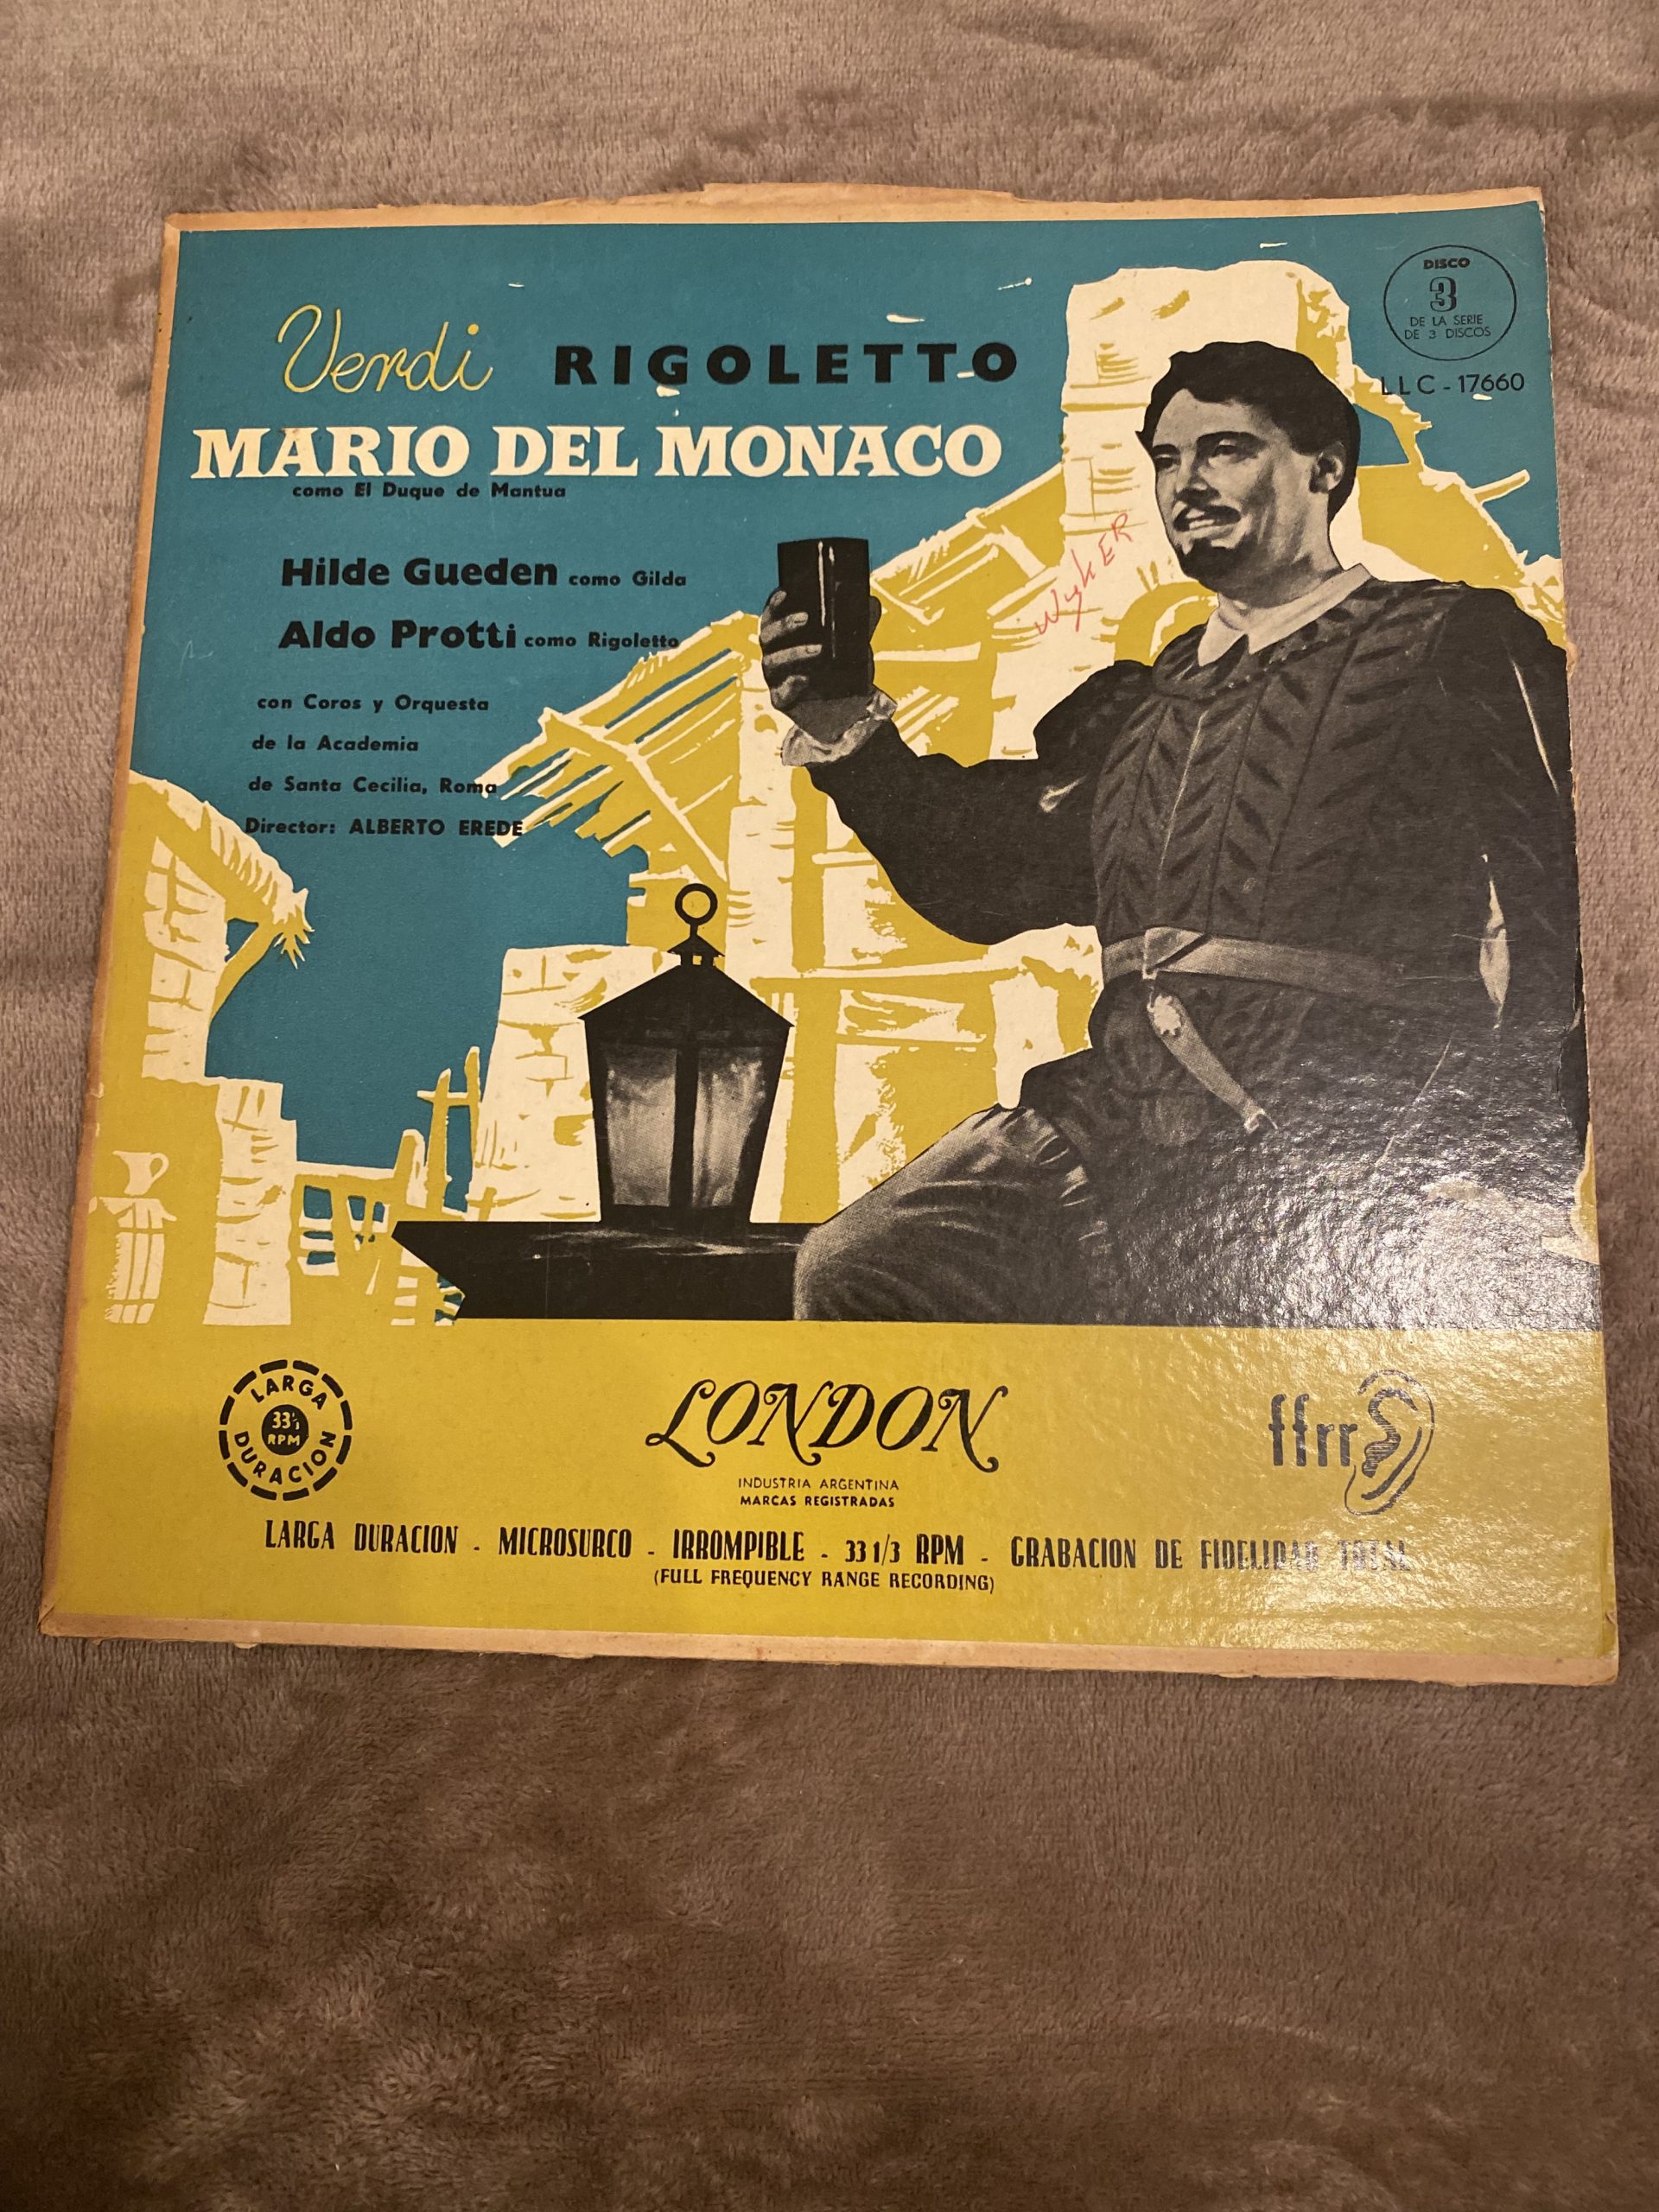 DISCO
3
DE LA SERIE
DE 3 DISCOS
LLC - 17660
Verdi RIGOLETTO
MARIO DEL MONACO
como El Duque de Mantua
Hilde Gueden como Gilda
Aldo Protti como Rigoletto
con Coros y Orquesta
de la Academia
de Santa Cecilia, Roma
Director: ALBERTO EREDE
LARGA
33⅓
RPM
DURACION
LONDON
INDUSTRIA ARGENTINA
MARCAS REGISTRADAS
ffrr
LARGA DURACION - MICROSURCO - IRROMPIBLE - 33 1/3 RPM - GRABACION DE FIDELIDAD TOTAL
(FULL FREQUENCY RANGE RECORDING)